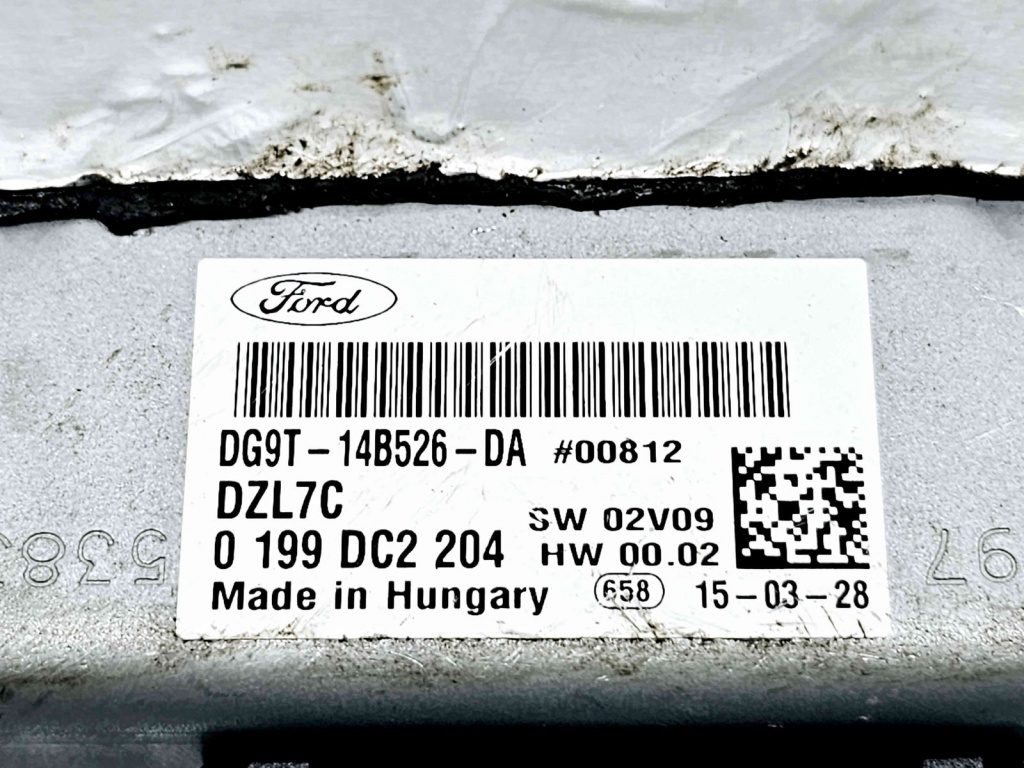 Ford
DG9T-14B526-DA #00812
DZL7C
SW 02V09
0 199 DC2 204
HW 00.02
Made in Hungary 658 15-03-28